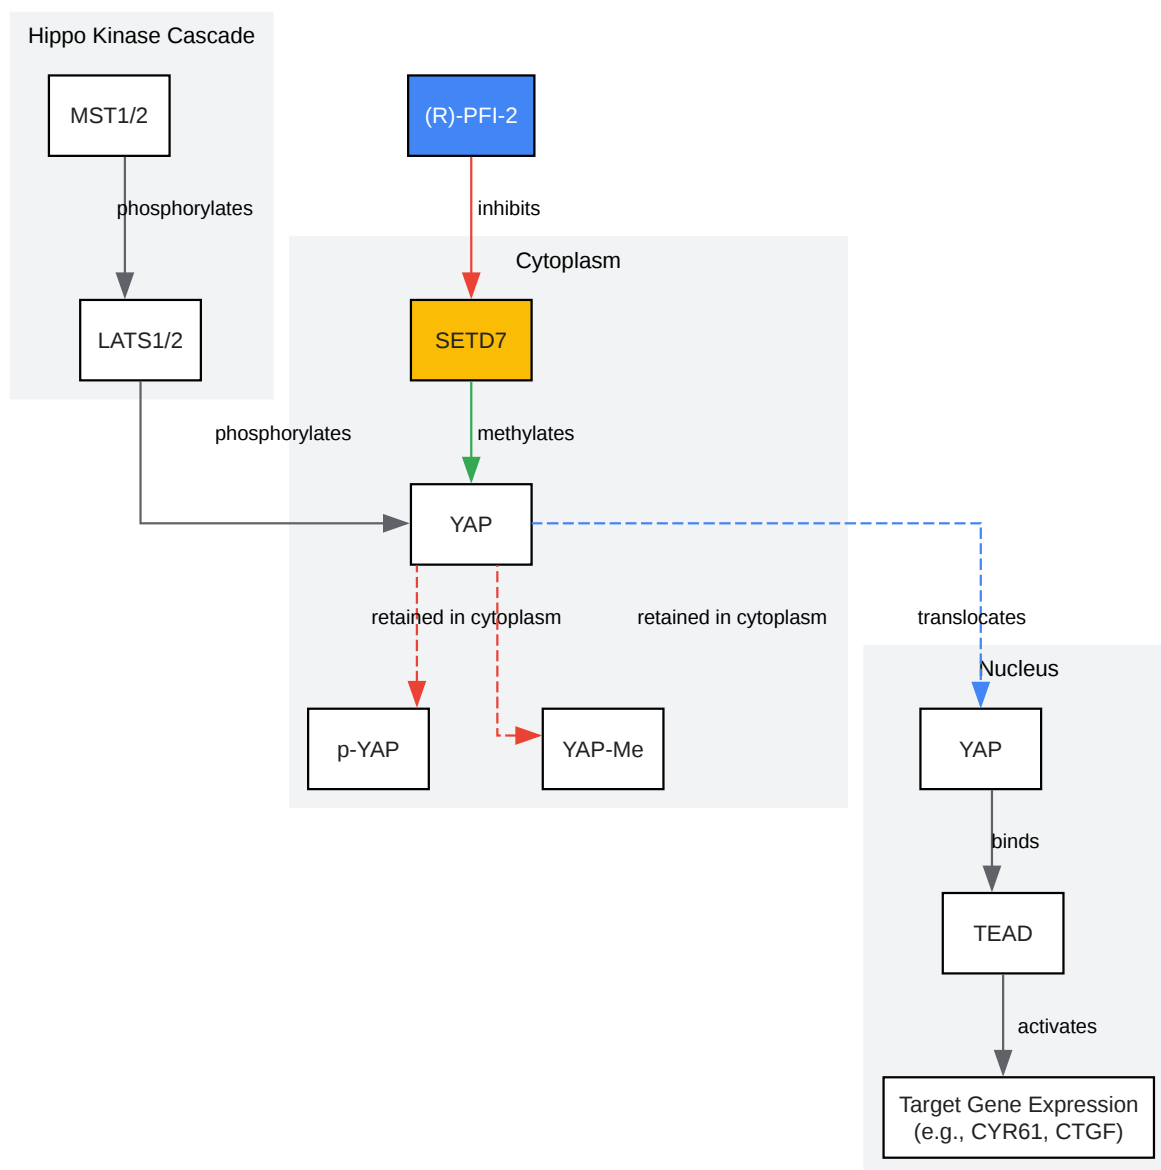 Hippo Kinase Cascade
MST1/2
(R)-PFI-2
phosphorylates
inhibits
Cytoplasm
LATS1/2
SETD7
phosphorylates
methylates
YAP
retained in cytoplasm
retained in cytoplasm
translocates
Nucleus
p-YAP
YAP-Me
YAP
binds
TEAD
activates
Target Gene Expression
(e.g., CYR61, CTGF)